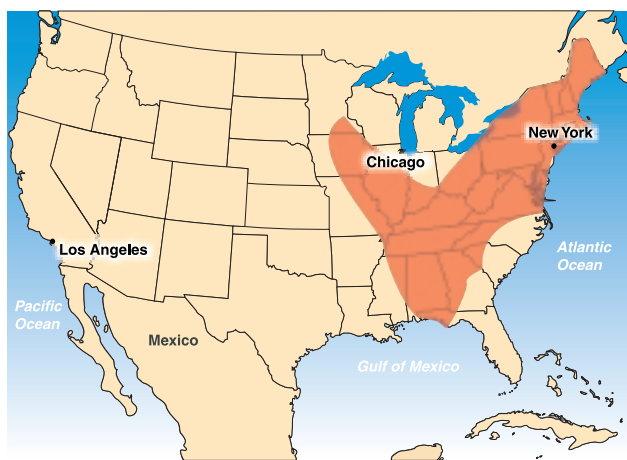 New York
Chicago
Los Angeles
Atlantic
Ocean
Pacific
Ocean
Mexico
Gulf of Mexico